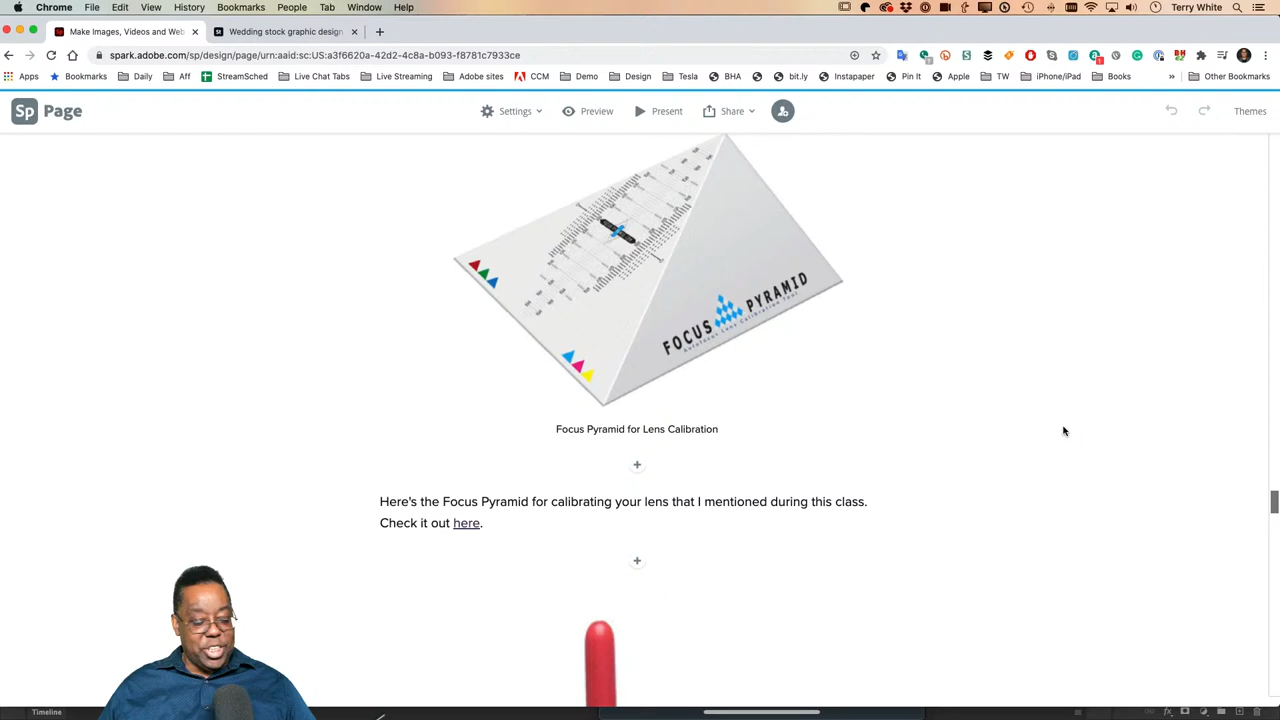 Chrome File Edit View History Bookmarks People Tab Window Help Terry White
Make Images, Videos and Web Wedding stock graphic design
spark.adobe.com/sp/design/page/urn:aaid:sc:US:a3f6620a-42d2-4c8a-b093-f8781c7933ce
Apps Bookmarks Daily Aff StreamSched Live Chat Tabs Live Streaming Adobe sites CCM Demo Design Tesla BHA bit.ly Instapaper Pin It Apple TW iPhone/iPad Books » Other Bookmarks
Sp Page Settings Preview Present Share Themes
FOCUS PYRAMID
Autofocus Lens Calibration Tool
Focus Pyramid for Lens Calibration
Here's the Focus Pyramid for calibrating your lens that I mentioned during this class.
Check it out here.
Timeline